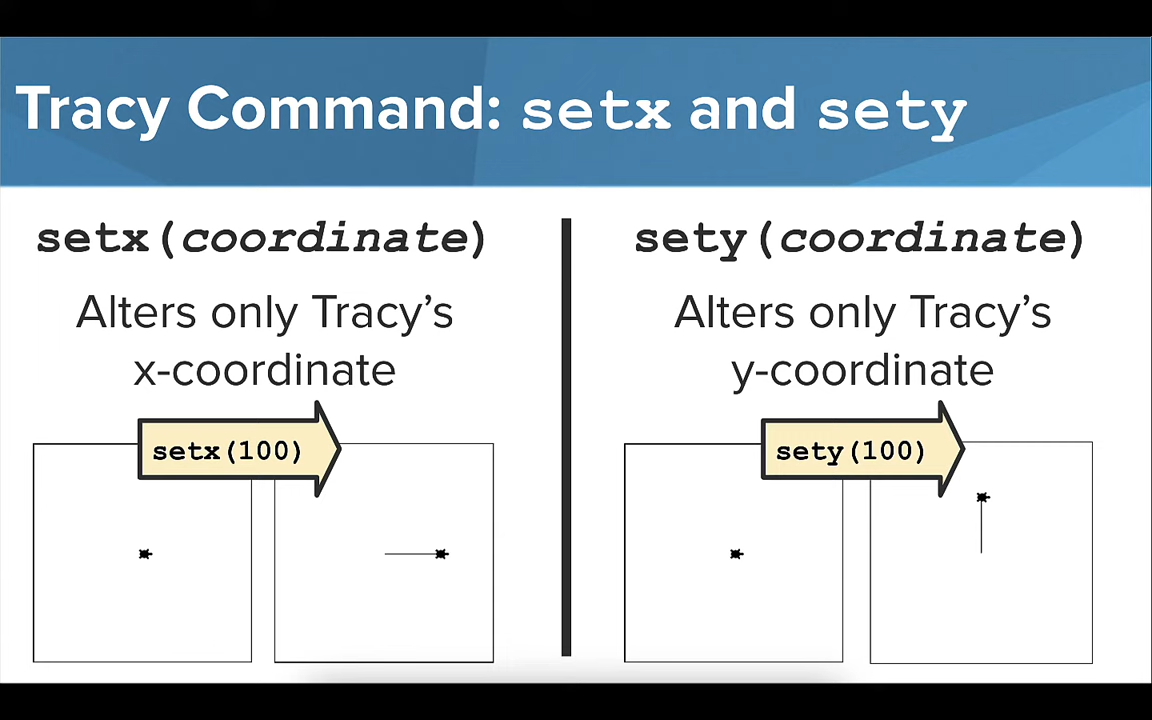 Tracy Command: setx and sety
setx(coordinate)
Alters only Tracy's
x-coordinate
setx(100)
sety(coordinate)
Alters only Tracy's
y-coordinate
sety(100)